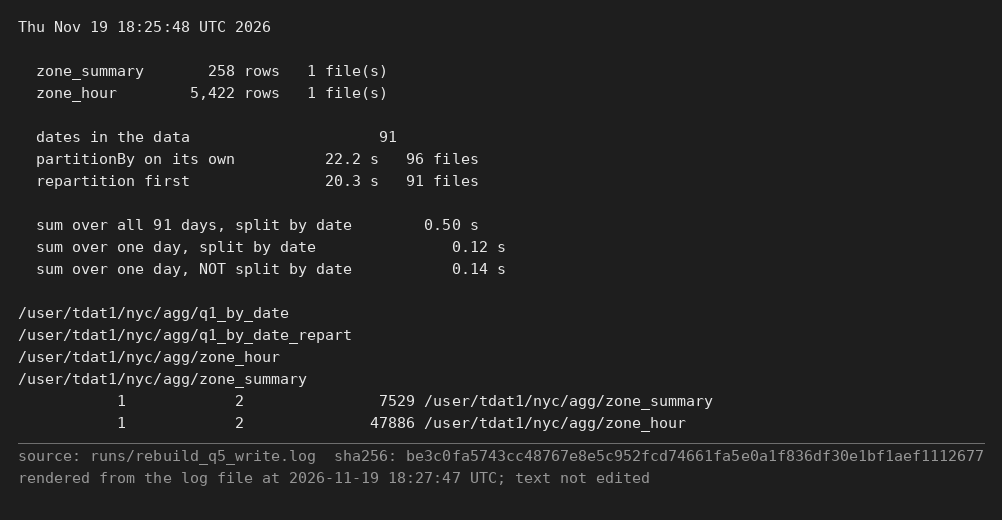 Thu Nov 19 18:25:48 UTC 2026
zone_summary 258 rows 1 file(s)
zone_hour 5,422 rows 1 file(s)
dates in the data 91
partitionBy on its own 22.2 s 96 files
repartition first 20.3 s 91 files
sum over all 91 days, split by date 0.50 s
sum over one day, split by date 0.12 s
sum over one day, NOT split by date 0.14 s
/user/tdat1/nyc/agg/q1_by_date
/user/tdat1/nyc/agg/q1_by_date_repart
/user/tdat1/nyc/agg/zone_hour
/user/tdat1/nyc/agg/zone_summary
1 2 7529 /user/tdat1/nyc/agg/zone_summary
1 2 47886 /user/tdat1/nyc/agg/zone_hour
source: runs/rebuild_q5_write.log sha256: be3c0fa5743cc48767e8e5c952fcd74661fa5e0a1f836df30e1bf1aef1112677
rendered from the log file at 2026-11-19 18:27:47 UTC; text not edited